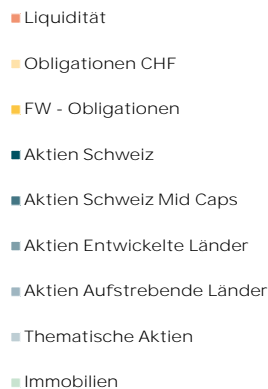 Liquidität
Obligationen CHF
FW - Obligationen
Aktien Schweiz
Aktien Schweiz Mid Caps
Aktien Entwickelte Länder
Aktien Aufstrebende Länder
Thematische Aktien
Immobilien